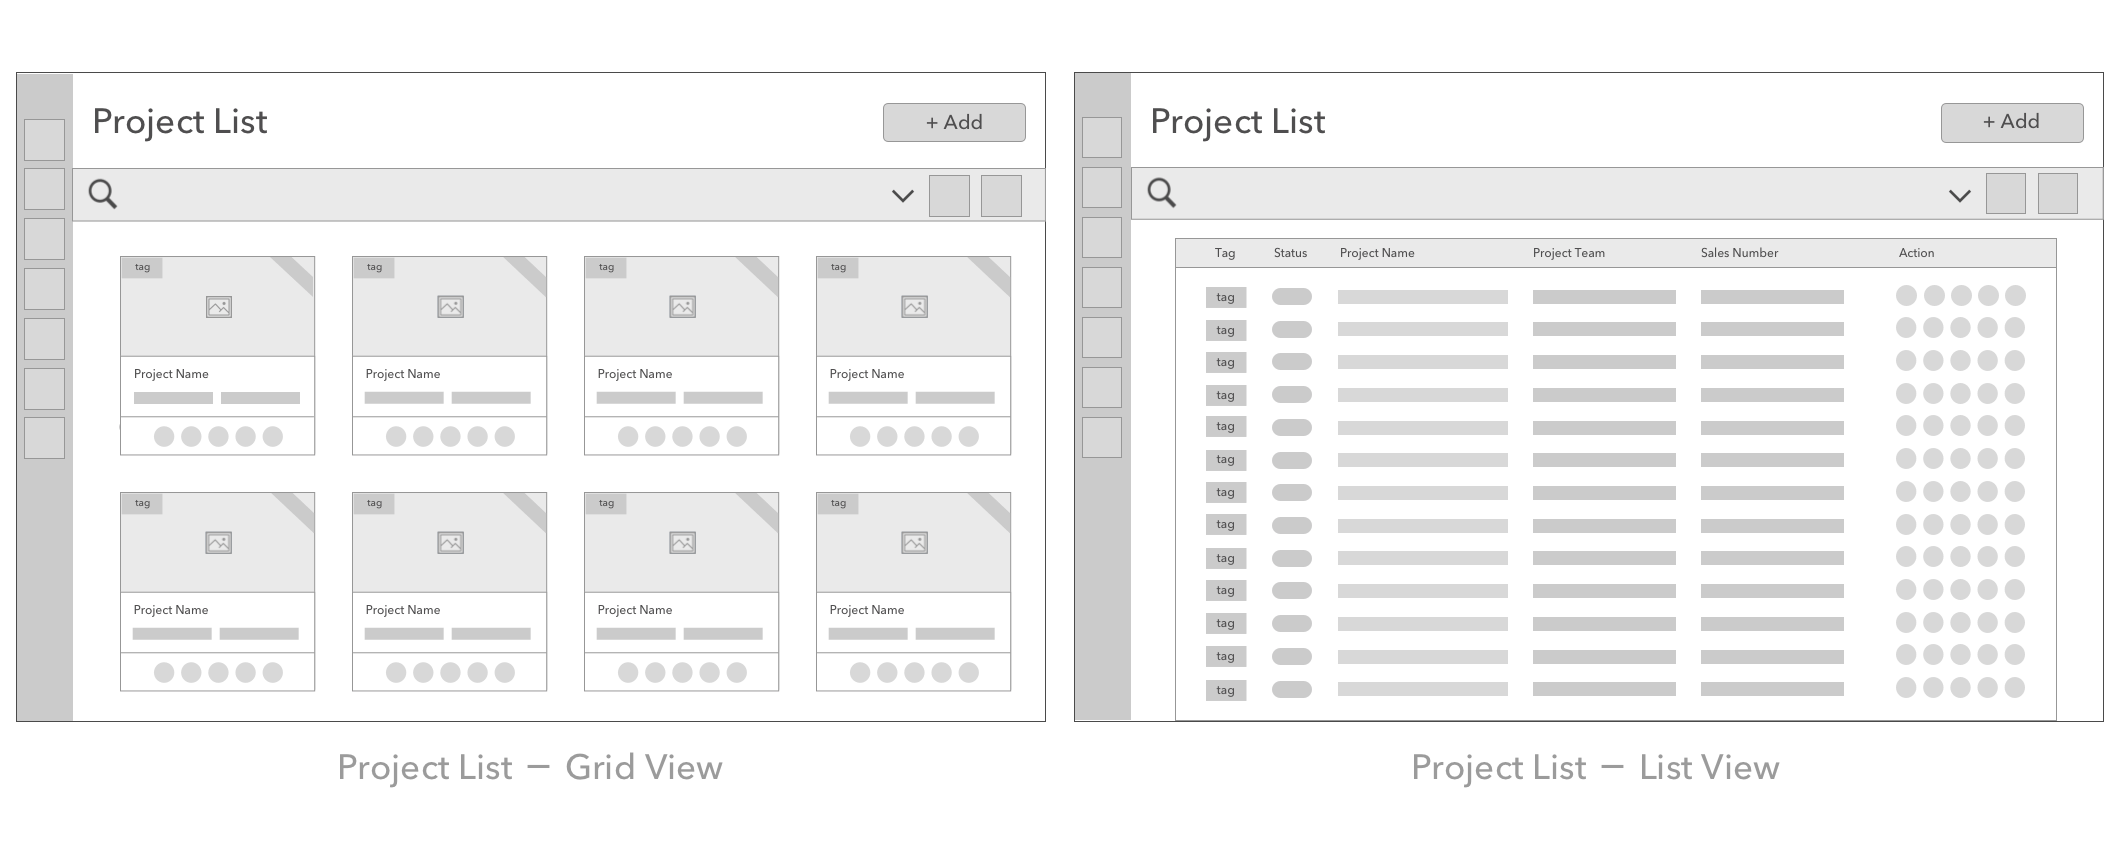 Project List
+ Add
tag
tag
tag
tag
Project Name
Project Name
Project Name
Project Name
tag
tag
tag
tag
Project Name
Project Name
Project Name
Project Name
Project List – Grid View
Project List
+ Add
Tag Status Project Name Project Team Sales Number Action
tag
tag
tag
tag
tag
tag
tag
tag
tag
tag
tag
tag
tag
Project List – List View